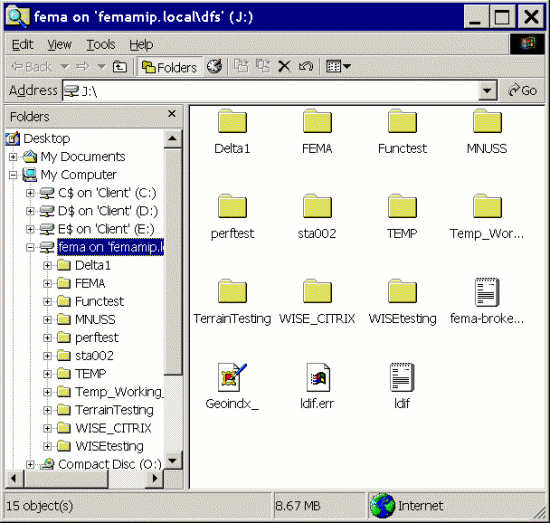 fema on 'femamip.local\dfs' (J:)
Edit View Tools Help
Back Folders
Address J:\ Go
Folders
Desktop
My Documents
My Computer
C$ on 'Client' (C:)
D$ on 'Client' (D:)
E$ on 'Client' (E:)
fema on 'femamip.l
Delta1
FEMA
Functest
MNUSS
perftest
sta002
TEMP
Temp_Working_
TerrainTesting
WISE_CITRIX
WISEtesting
Compact Disc (O:)
Delta1 FEMA Functest MNUSS
perftest sta002 TEMP Temp_Wor...
TerrainTesting WISE_CITRIX WISEtesting fema-broke...
Geoindx_ ldif.err ldif
15 object(s) 8.67 MB Internet